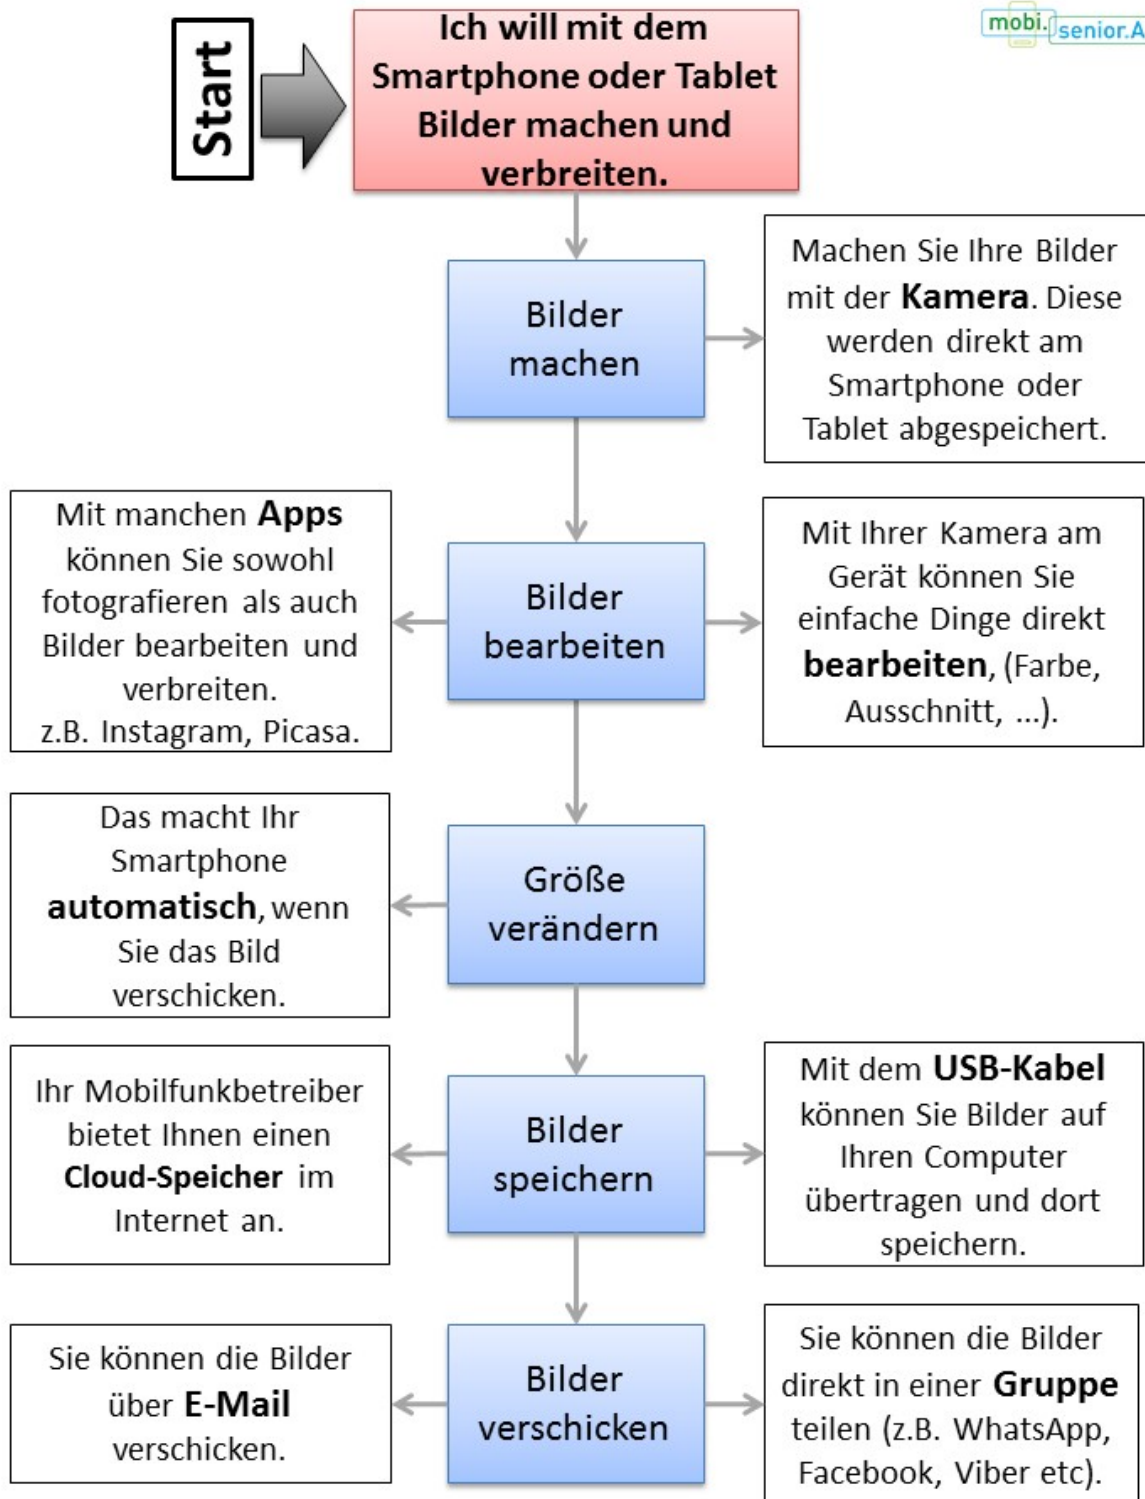 Start
Ich will mit dem
Smartphone oder Tablet
Bilder machen und
verbreiten.
mobi.
senior.A
Bilder
machen
Machen Sie Ihre Bilder
mit der Kamera. Diese
werden direkt am
Smartphone oder
Tablet abgespeichert.
Mit manchen Apps
können Sie sowohl
fotografieren als auch
Bilder bearbeiten und
verbreiten.
z.B. Instagram, Picasa.
Bilder
bearbeiten
Mit Ihrer Kamera am
Gerät können Sie
einfache Dinge direkt
bearbeiten, (Farbe,
Ausschnitt, ...).
Das macht Ihr
Smartphone
automatisch, wenn
Sie das Bild
verschicken.
Größe
verändern
Ihr Mobilfunkbetreiber
bietet Ihnen einen
Cloud-Speicher im
Internet an.
Bilder
speichern
Mit dem USB-Kabel
können Sie Bilder auf
Ihren Computer
übertragen und dort
speichern.
Sie können die Bilder
über E-Mail
verschicken.
Bilder
verschicken
Sie können die Bilder
direkt in einer Gruppe
teilen (z.B. WhatsApp,
Facebook, Viber etc).